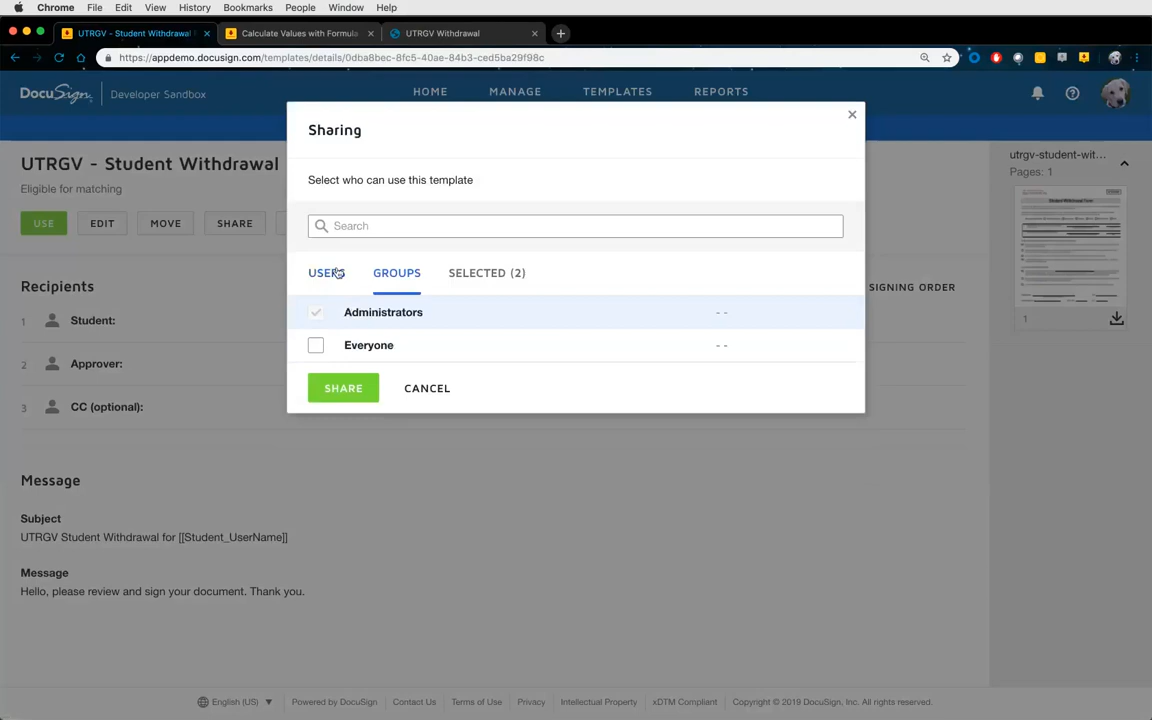 Chrome File Edit View History Bookmarks People Window Help
UTRGV - Student Withdrawal
Calculate Values with Formula
UTRGV Withdrawal
https://appdemo.docusign.com/templates/details/0dba8bec-8fc5-40ae-84b3-ced5ba29f98c
DocuSign Developer Sandbox
HOME MANAGE TEMPLATES REPORTS
Sharing
Select who can use this template
Search
USERS GROUPS SELECTED (2)
Administrators - -
Everyone - -
SHARE CANCEL
UTRGV - Student Withdrawal
Eligible for matching
USE EDIT MOVE SHARE
Recipients
SIGNING ORDER
1 Student:
2 Approver:
3 CC (optional):
Message
Subject
UTRGV Student Withdrawal for [[Student_UserName]]
Message
Hello, please review and sign your document. Thank you.
utrgv-student-wit...
Pages: 1
Student Withdrawal Form
1
English (US) Powered by DocuSign Contact Us Terms of Use Privacy Intellectual Property xDTM Compliant Copyright © 2019 DocuSign, Inc. All rights reserved.